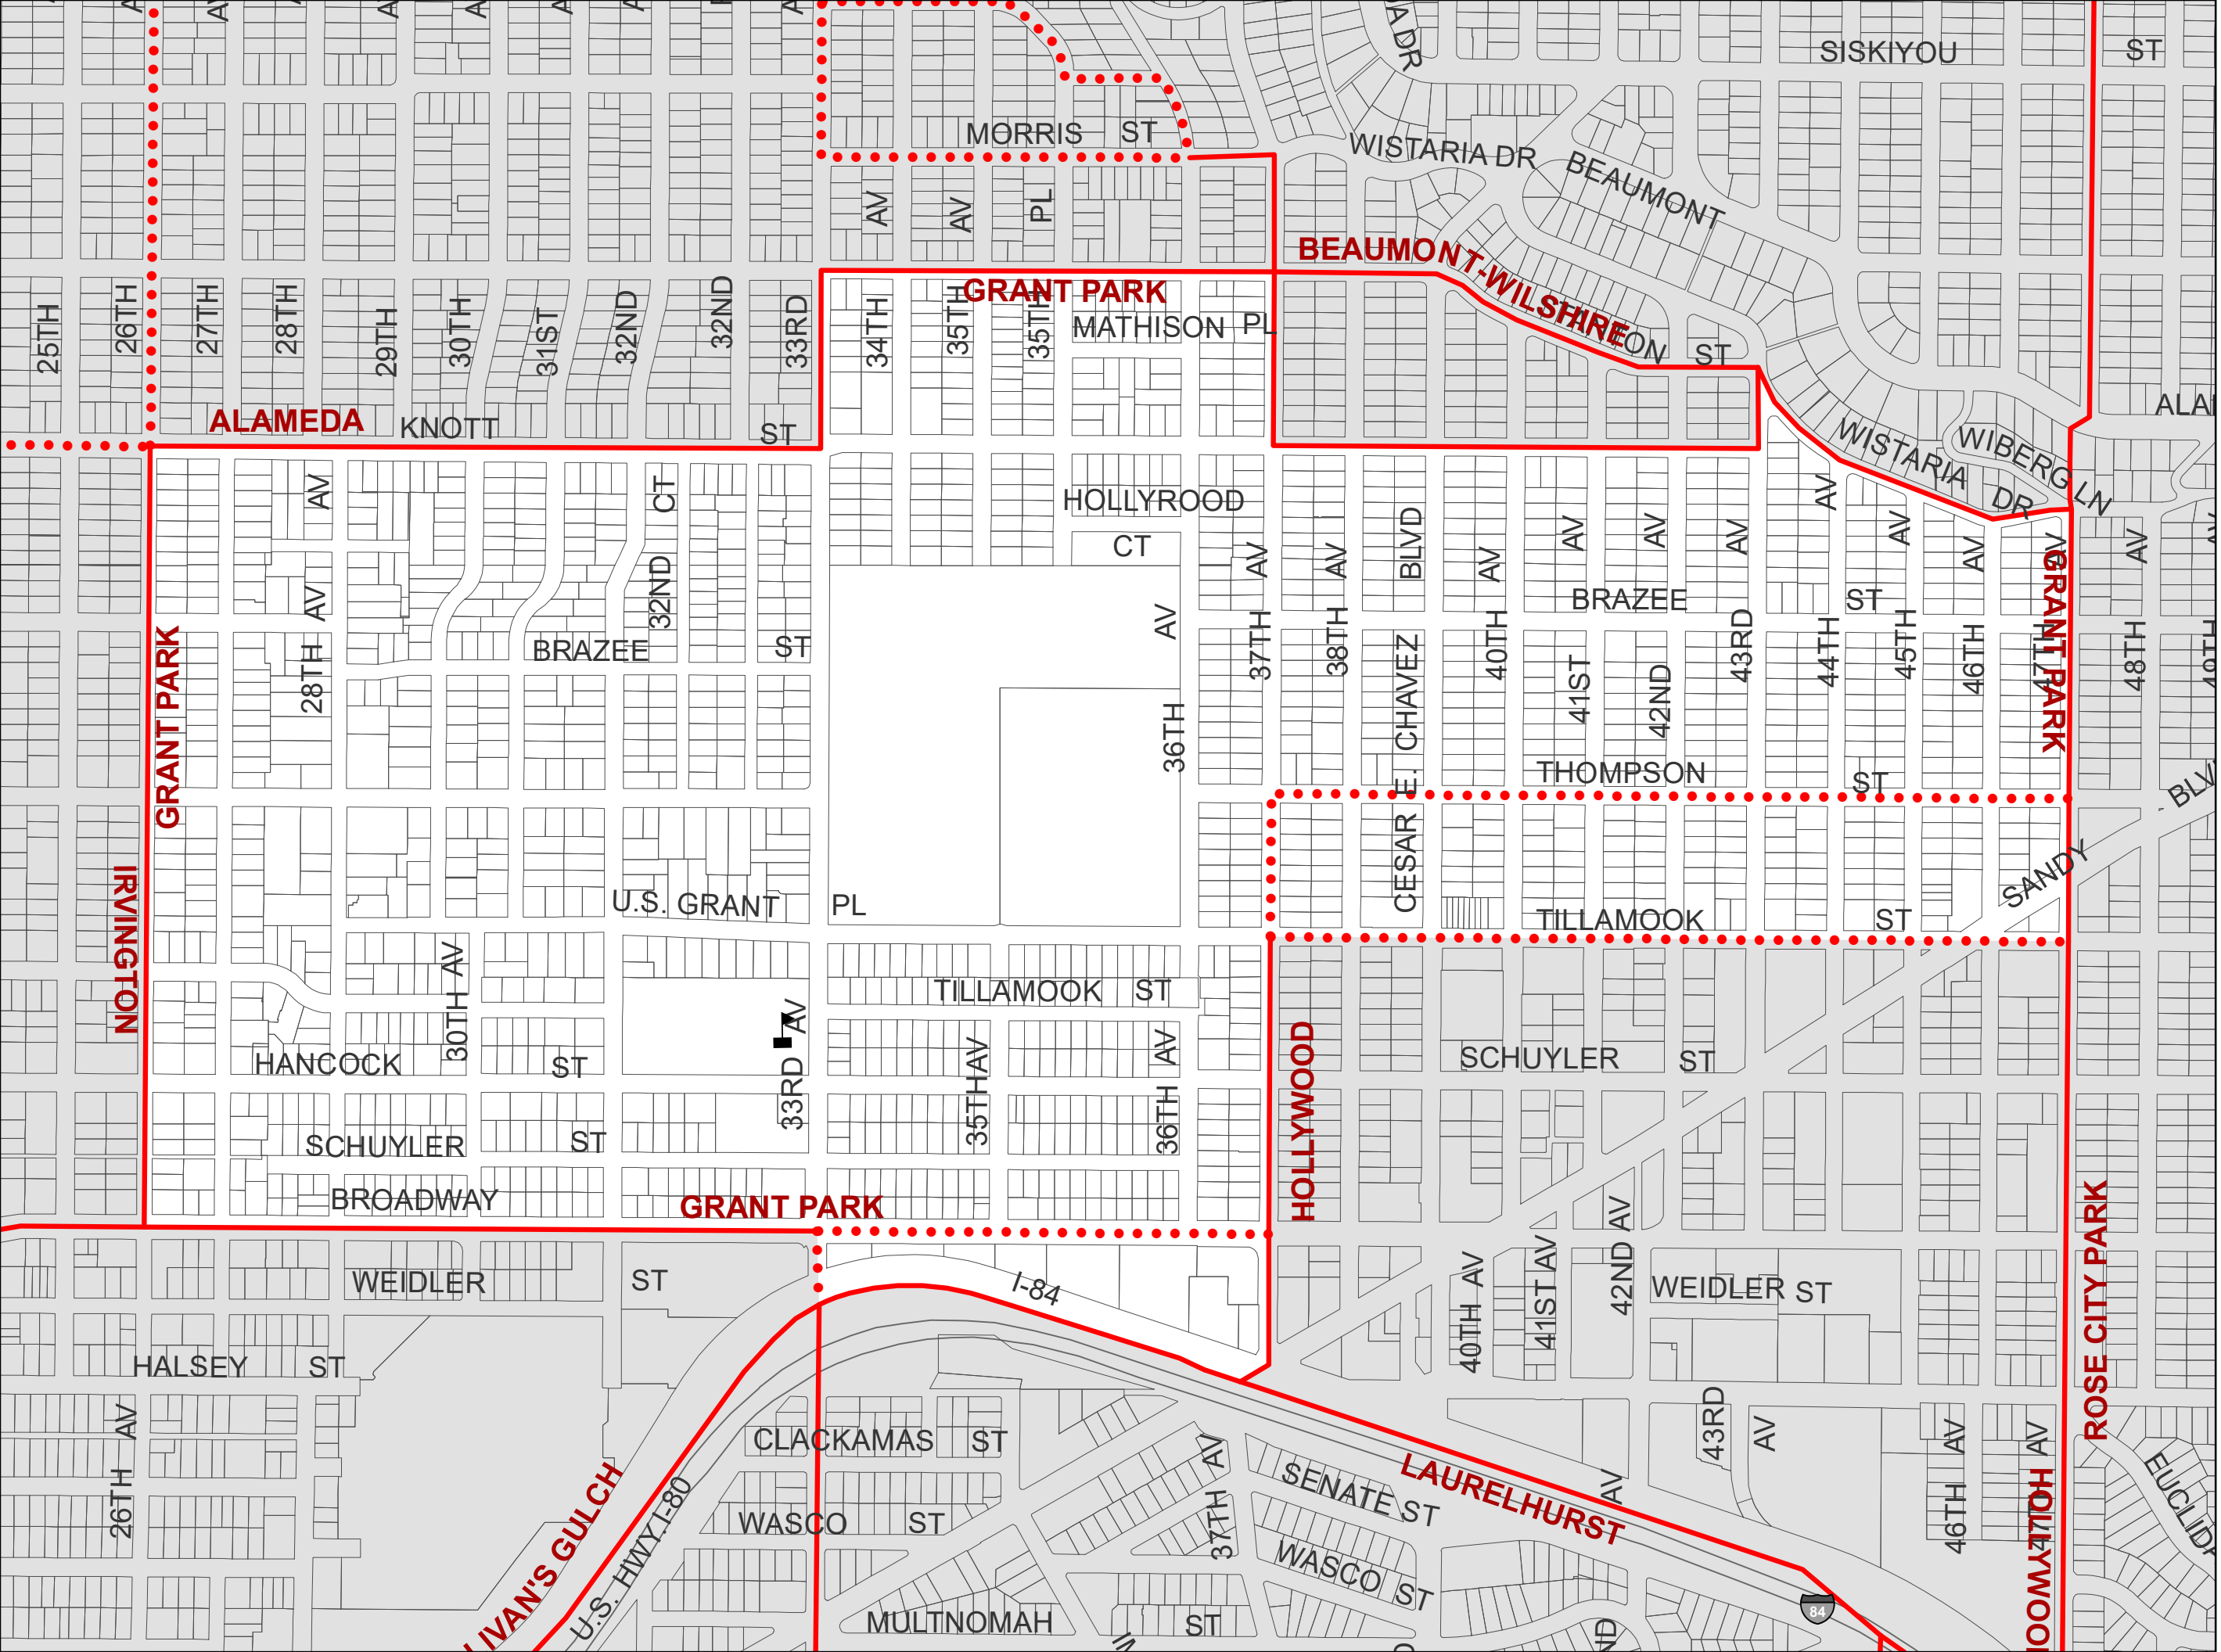 SISKIYOU ST
MORRIS ST
WISTARIA DR
BEAUMONT
AV AV PL
BEAUMONT-WILSHIRE
GRANT PARK
MATHISON PL
25TH 26TH 27TH 28TH 29TH 30TH 31ST 32ND 32ND 33RD 34TH 35TH 35TH
ST
ALAMEDA KNOTT ST
WISTARIA DR
WIBERG LN
AV CT
HOLLYROOD CT
AV AV BLVD AV AV AV AV AV AV AV AV AV
AV 32ND AV
BRAZEE ST
BRAZEE ST
28TH 36TH 37TH 38TH CESAR E. CHAVEZ 40TH 41ST 42ND 43RD 44TH 45TH 46TH 47TH 48TH 49TH
GRANT PARK
GRANT PARK
THOMPSON ST
SANDY
U.S. GRANT PL
TILLAMOOK ST
IRVINGTON
30TH AV
TILLAMOOK ST
33RD AV
HANCOCK ST
35TH AV
36TH AV
HOLLYWOOD
SCHUYLER ST
SCHUYLER ST
BROADWAY
GRANT PARK
WEIDLER ST
I-84
40TH AV
41ST AV
42ND AV
WEIDLER ST
ROSE CITY PARK
HALSEY ST
26TH AV
CLACKAMAS ST
37TH AV
SENATE ST
LAURELHURST
AV
43RD AV
46TH AV
47TH AV
HOLLYWOOD
WASCO ST
WASCO ST
U.S. HWY. I-80
MULTNOMAH ST
84